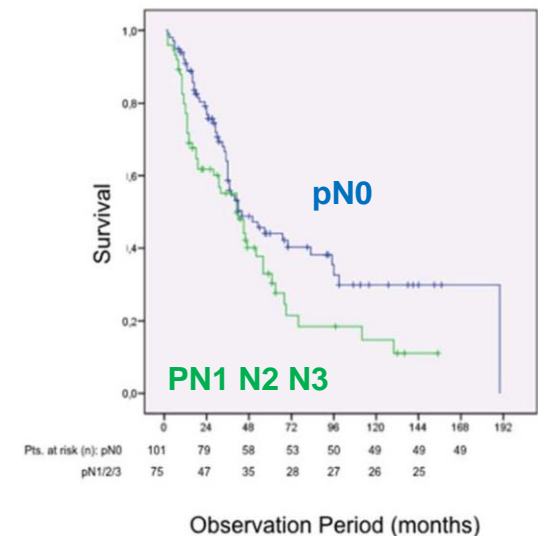 Survival
1,0
0,8
,6
,4
0,2
0,0
pN0
PN1 N2 N3
0 24 48 72 96 120 144 168 192
Pts. at risk (n): pN0 101 79 58 53 50 49 49 49
pN1/2/3 75 47 35 28 27 26 25
Observation Period (months)